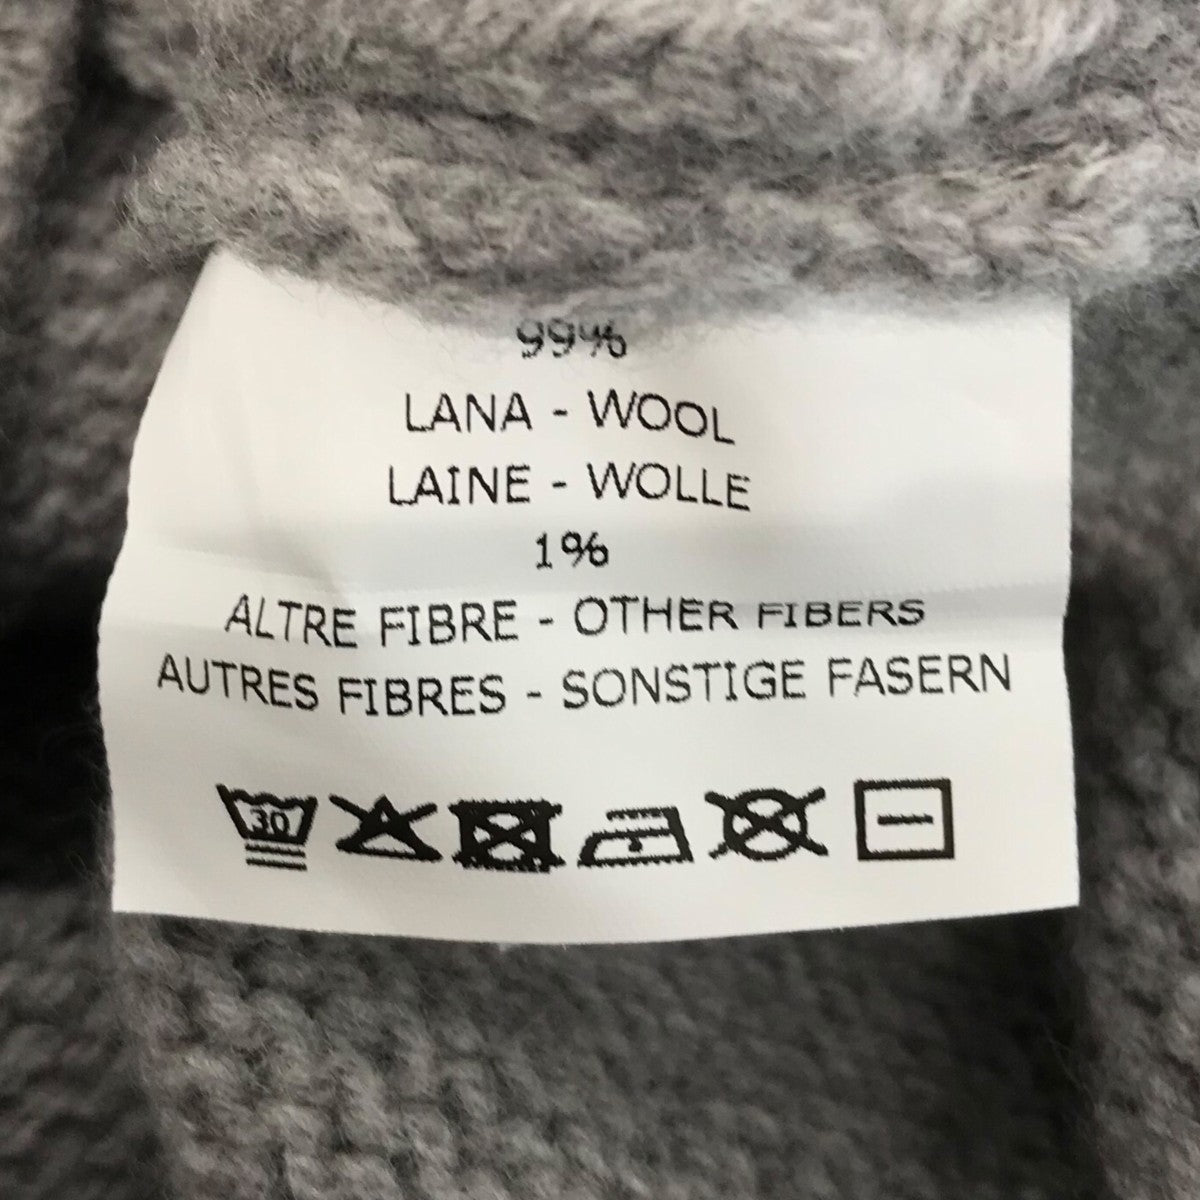 99%
LANA - WOOL
LAINE - WOLLE
1%
ALTRE FIBRE - OTHER FIBERS
AUTRES FIBRES - SONSTIGE FASERN
30